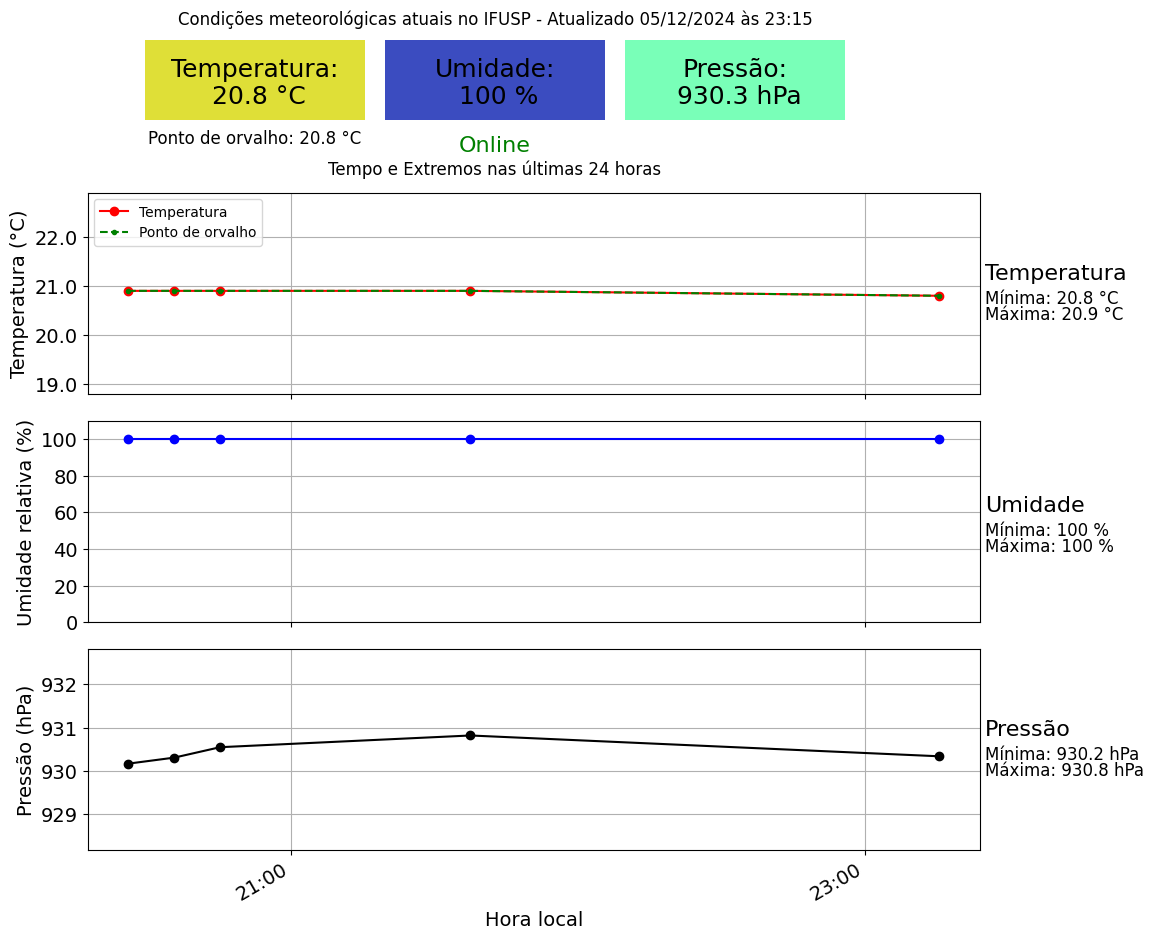 Condições meteorológicas atuais no IFUSP - Atualizado 05/12/2024 às 23:15
Temperatura:
20.8 °C
Umidade:
100 %
Pressão:
930.3 hPa
Ponto de orvalho: 20.8 °C
Online
Tempo e Extremos nas últimas 24 horas
Temperatura (°C)
22.0
21.0
20.0
19.0
Temperatura
Ponto de orvalho
Temperatura
Mínima: 20.8 °C
Máxima: 20.9 °C
Umidade relativa (%)
100
80
60
40
20
0
Umidade
Mínima: 100 %
Máxima: 100 %
Pressão (hPa)
932
931
930
929
Pressão
Mínima: 930.2 hPa
Máxima: 930.8 hPa
21:00
23:00
Hora local